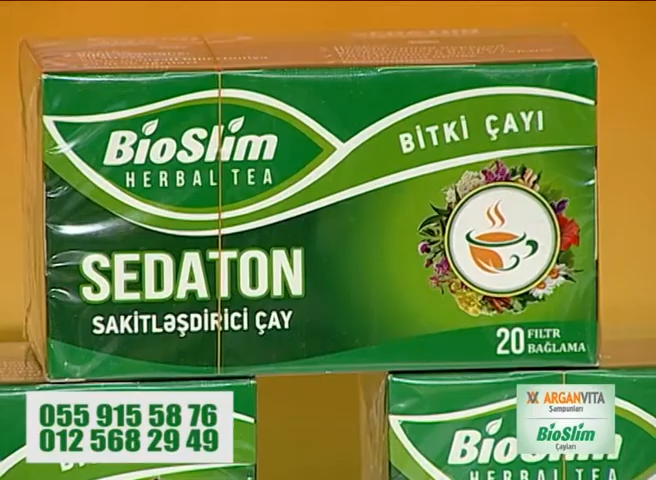 BioSlim
HERBAL TEA
BİTKİ ÇAYI
SEDATON
SAKİTLƏŞDİRİCİ ÇAY
20 FILTR
BAĞLAMA
055 915 58 76
012 568 29 49
BioSlim
HERBAL TEA
ARGANVITA
Şampunları
BioSlim
Çayları